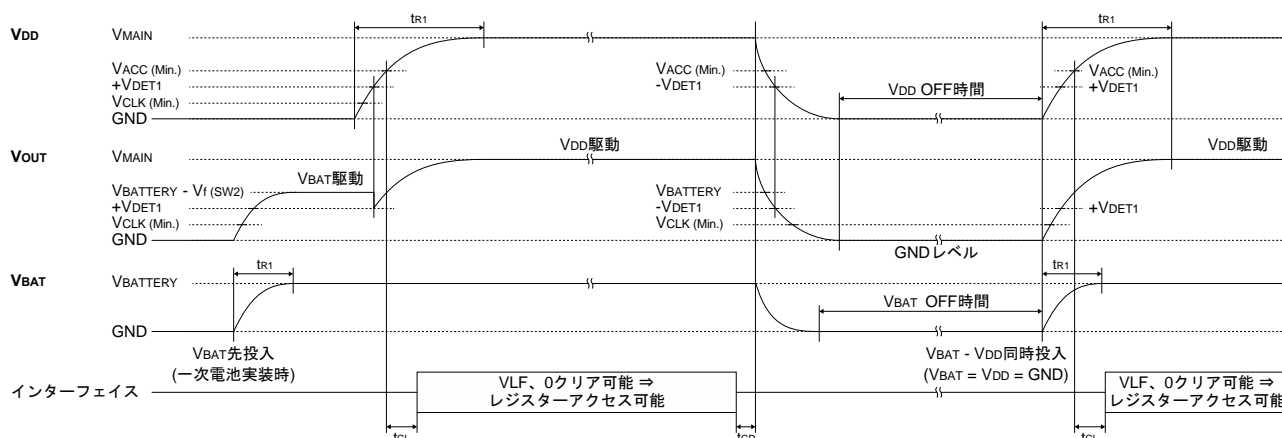 tR1
tR1
VDD
VMAIN
VACC (Min.)
+VDET1
VCLK (Min.)
GND
VACC (Min.)
-VDET1
VDD OFF時間
VACC (Min.)
+VDET1
VOUT
VMAIN
VDD駆動
VDD駆動
VBAT駆動
VBATTERY - Vf (SW2)
+VDET1
VCLK (Min.)
GND
VBATTERY
-VDET1
VCLK (Min.)
+VDET1
GNDレベル
tR1
tR1
VBAT
VBATTERY
VBAT OFF時間
GND
VBAT先投入
(一次電池実装時)
VBAT - VDD同時投入
(VBAT = VDD = GND)
インターフェイス
VLF、0クリア可能 ⇒
レジスターアクセス可能
VLF、0クリア可能 ⇒
レジスターアクセス可能
tCL
tCD
tCL